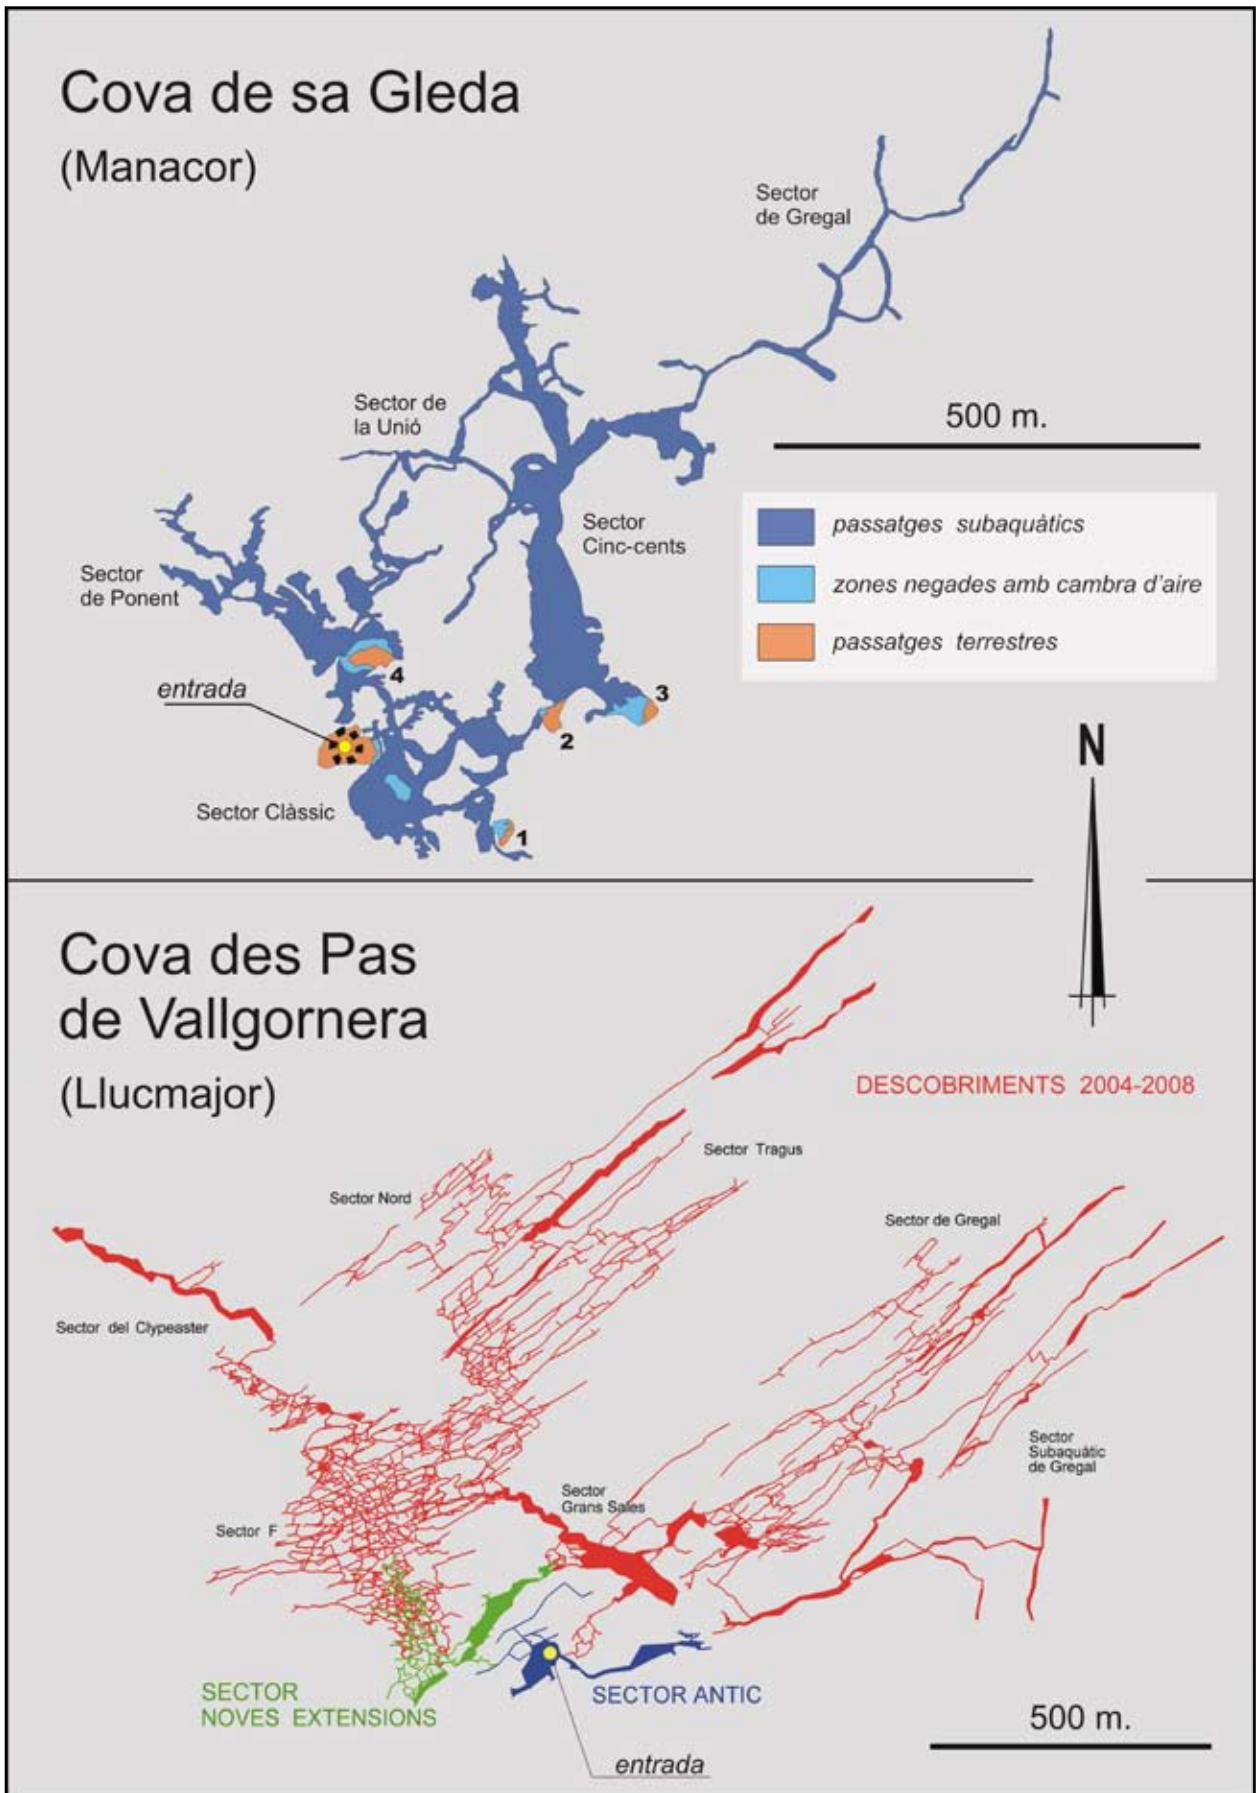 Cova de sa Gleda
(Manacor)
Sector
de Gregal
Sector de
la Unió
500 m.
passatges subaquàtics
zones negades amb cambra d'aire
passatges terrestres
Sector
Cinc-cents
Sector
de Ponent
4
3
entrada
2
N
Sector Clàssic
1
Cova des Pas
de Vallgornera
(Llucmajor)
DESCOBRIMENTS 2004-2008
Sector Tragus
Sector Nord
Sector de Gregal
Sector del Clypeaster
Sector
Subaquàtic
de Gregal
Sector
Grans Sales
Sector F
SECTOR
NOVES EXTENSIONS
SECTOR ANTIC
500 m.
entrada